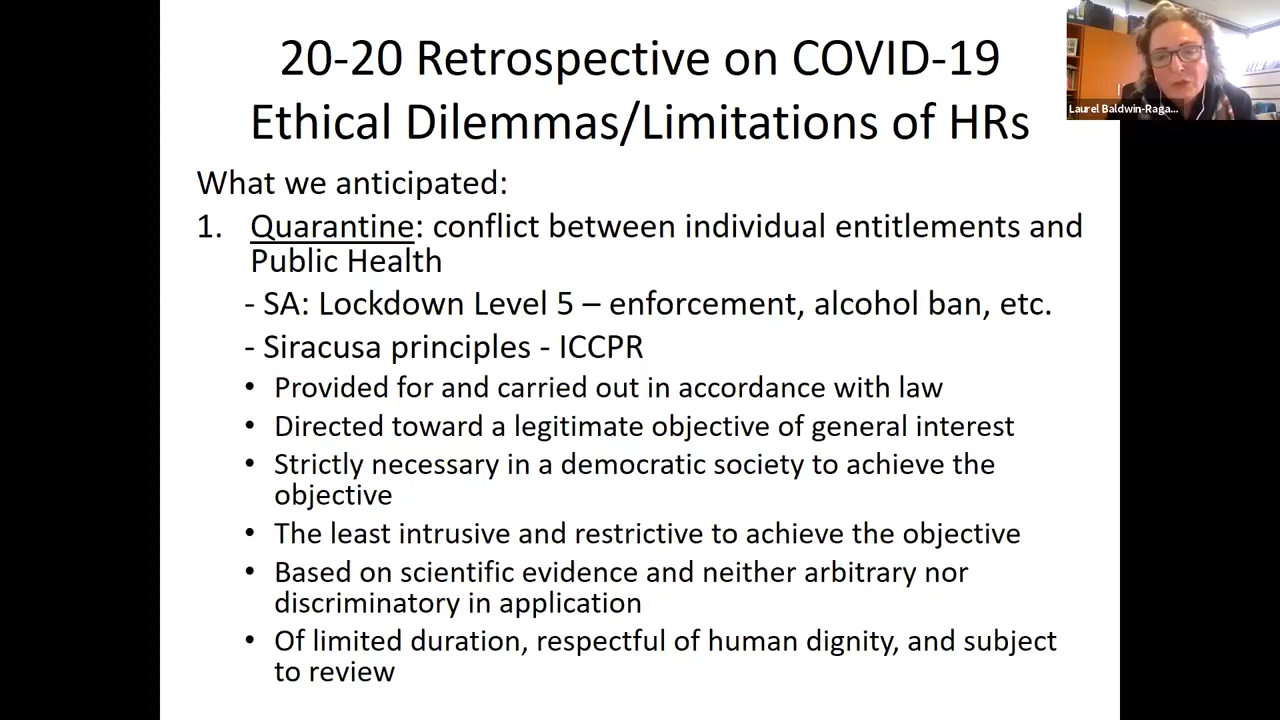 20-20 Retrospective on COVID-19
Ethical Dilemmas/Limitations of HRs
Laurel Baldwin-Raga...
What we anticipated:
1. Quarantine: conflict between individual entitlements and
Public Health
- SA: Lockdown Level 5 – enforcement, alcohol ban, etc.
- Siracusa principles - ICCPR
• Provided for and carried out in accordance with law
• Directed toward a legitimate objective of general interest
• Strictly necessary in a democratic society to achieve the
objective
• The least intrusive and restrictive to achieve the objective
• Based on scientific evidence and neither arbitrary nor
discriminatory in application
• Of limited duration, respectful of human dignity, and subject
to review